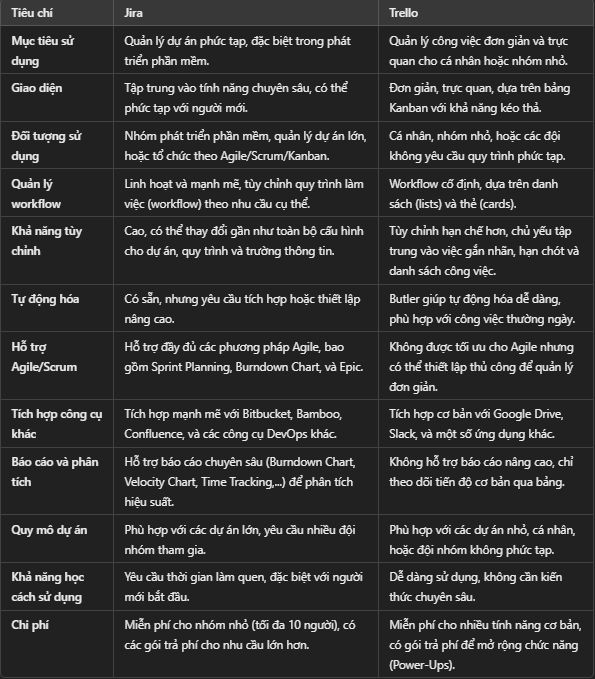 Tiêu chí
Jira
Trello
Mục tiêu sử
dụng
Quản lý dự án phức tạp, đặc biệt trong phát
triển phần mềm.
Quản lý công việc đơn giản và trực
quan cho cá nhân hoặc nhóm nhỏ.
Giao diện
Tập trung vào tính năng chuyên sâu, có thể
phức tạp với người mới.
Đơn giản, trực quan, dựa trên bảng
Kanban với khả năng kéo thả.
Đối tượng sử
dụng
Nhóm phát triển phần mềm, quản lý dự án lớn,
hoặc tổ chức theo Agile/Scrum/Kanban.
Cá nhân, nhóm nhỏ, hoặc các đội
không yêu cầu quy trình phức tạp.
Quản lý
workflow
Linh hoạt và mạnh mẽ, tùy chỉnh quy trình làm
việc (workflow) theo nhu cầu cụ thể.
Workflow cố định, dựa trên danh
sách (lists) và thẻ (cards).
Khả năng tùy
chỉnh
Cao, có thể thay đổi gần như toàn bộ cấu hình
cho dự án, quy trình và trường thông tin.
Tùy chỉnh hạn chế hơn, chủ yếu tập
trung vào việc gắn nhãn, hạn chót và
danh sách công việc.
Tự động hóa
Có sẵn, nhưng yêu cầu tích hợp hoặc thiết lập
nâng cao.
Butler giúp tự động hóa dễ dàng,
phù hợp với công việc thường ngày.
Hỗ trợ
Agile/Scrum
Hỗ trợ đầy đủ các phương pháp Agile, bao
gồm Sprint Planning, Burndown Chart, và Epic.
Không được tối ưu cho Agile nhưng
có thể thiết lập thủ công để quản lý
đơn giản.
Tích hợp công cụ
khác
Tích hợp mạnh mẽ với Bitbucket, Bamboo,
Confluence, và các công cụ DevOps khác.
Tích hợp cơ bản với Google Drive,
Slack, và một số ứng dụng khác.
Báo cáo và phân
tích
Hỗ trợ báo cáo chuyên sâu (Burndown Chart,
Velocity Chart, Time Tracking,...) để phân tích
hiệu suất.
Không hỗ trợ báo cáo nâng cao, chỉ
theo dõi tiến độ cơ bản qua bảng.
Quy mô dự án
Phù hợp với các dự án lớn, yêu cầu nhiều đội
nhóm tham gia.
Phù hợp với các dự án nhỏ, cá nhân,
hoặc đội nhóm không phức tạp.
Khả năng học
cách sử dụng
Yêu cầu thời gian làm quen, đặc biệt với người
mới bắt đầu.
Dễ dàng sử dụng, không cần kiến
thức chuyên sâu.
Chi phí
Miễn phí cho nhóm nhỏ (tối đa 10 người), có
các gói trả phí cho nhu cầu lớn hơn.
Miễn phí cho nhiều tính năng cơ bản,
có gói trả phí để mở rộng chức năng
(Power-Ups).